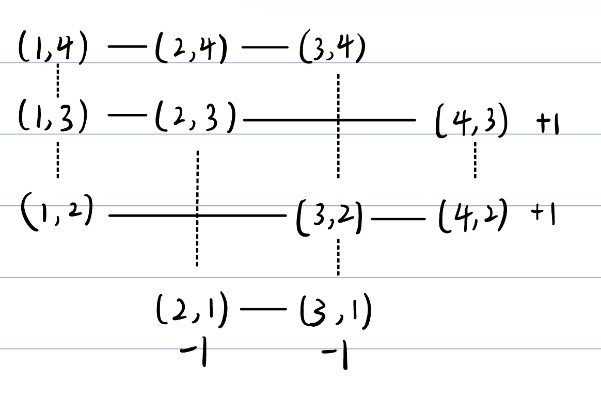 (1,4) — (2,4) — (3,4)
(1,3) — (2,3) — (4,3) +1
(1,2) — (3,2) — (4,2) +1
(2,1) — (3,1)
-1 -1